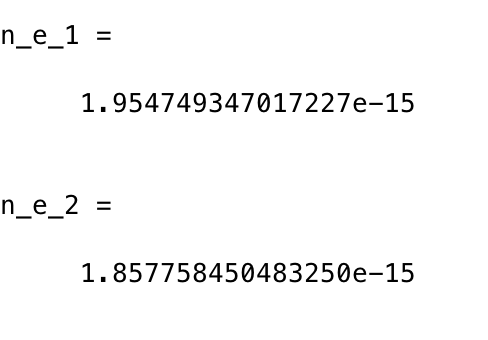 n_e_1 =
1.954749347017227e-15
n_e_2 =
1.857758450483250e-15